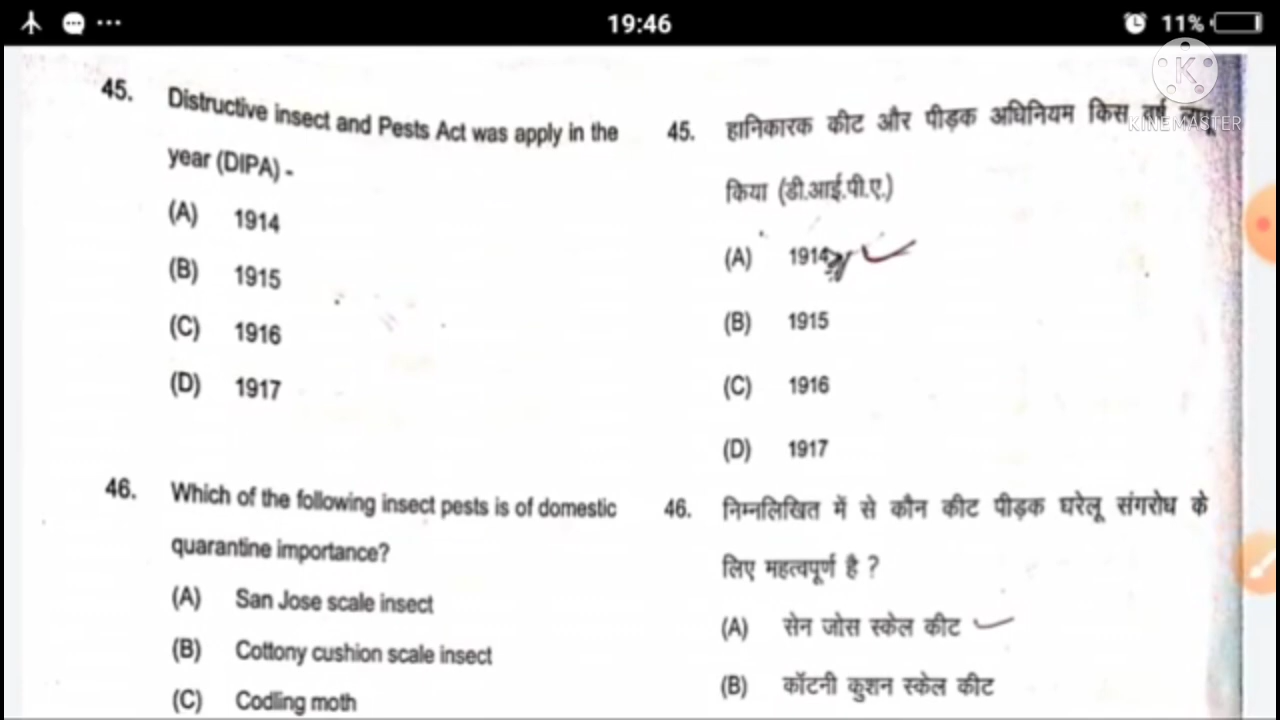 19:46
11%
K
KINEMASTER
45. Distructive insect and Pests Act was apply in the
year (DIPA) -
(A) 1914
(B) 1915
(C) 1916
(D) 1917
46. Which of the following insect pests is of domestic
quarantine importance?
(A) San Jose scale insect
(B) Cottony cushion scale insect
(C) Codling moth
45. हानिकारक कीट और पीड़क अधिनियम किस वर्ष
किया (डी.आई.पी.ए.)
(A) 1914
(B) 1915
(C) 1916
(D) 1917
46. निम्नलिखित में से कौन कीट पीड़क घरेलू संगरोध के
लिए महत्वपूर्ण है ?
(A) सेन जोस स्केल कीट
(B) कॉटनी कुशन स्केल कीट